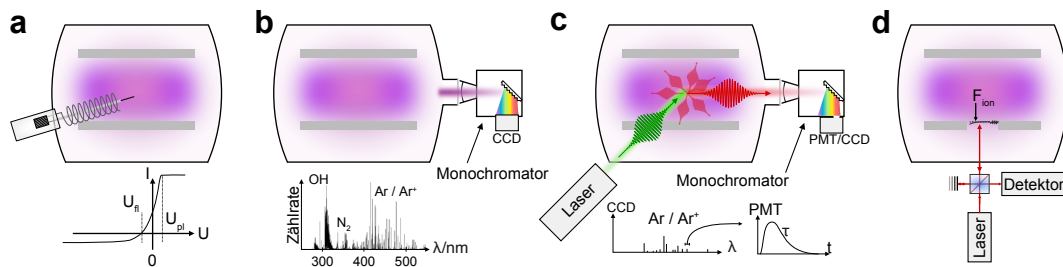 a
I
U_fl
U_pl
U
0
b
CCD
Monochromator
Zählrate
OH
N₂
Ar / Ar⁺
λ/nm
300
400
500
c
PMT/CCD
Monochromator
Laser
CCD
Ar / Ar⁺
λ
PMT
τ
t
d
F_ion
Detektor
Laser